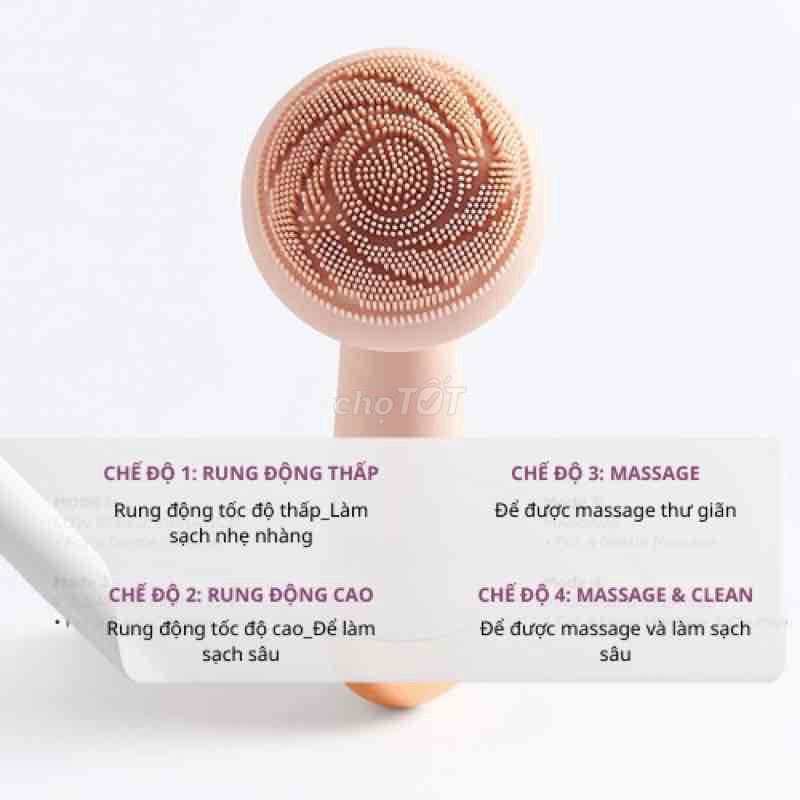 chợTỐT
CHẾ ĐỘ 1: RUNG ĐỘNG THẤP
Rung động tốc độ thấp_Làm
sạch nhẹ nhàng
CHẾ ĐỘ 2: RUNG ĐỘNG CAO
Rung động tốc độ cao_Để làm
sạch sâu
CHẾ ĐỘ 3: MASSAGE
Để được massage thư giãn
CHẾ ĐỘ 4: MASSAGE & CLEAN
Để được massage và làm sạch
sâu